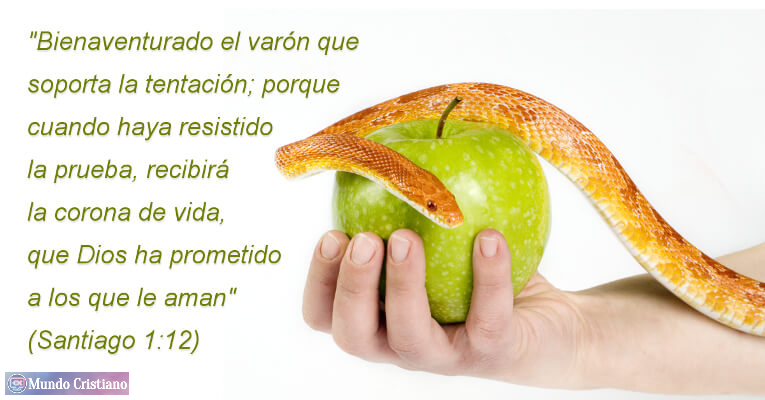 "Bienaventurado el varón que
soporta la tentación; porque
cuando haya resistido
la prueba, recibirá
la corona de vida,
que Dios ha prometido
a los que le aman"
(Santiago 1:12)
Mundo Cristiano